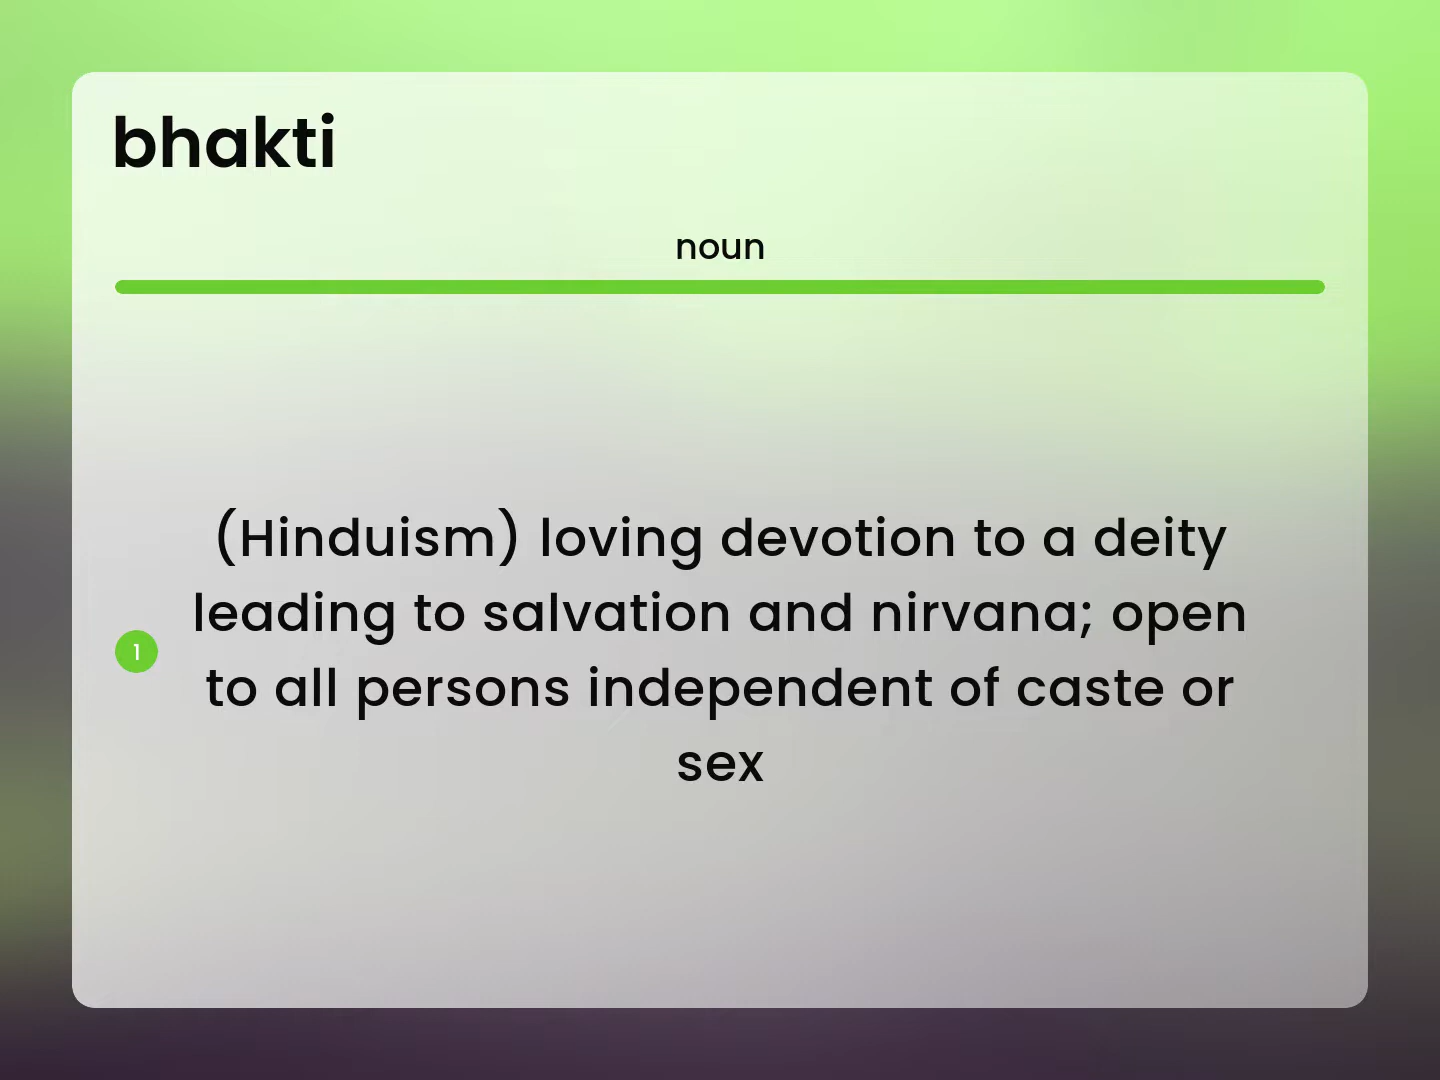 bhakti
noun
(Hinduism) loving devotion to a deity
leading to salvation and nirvana; open
1
to all persons independent of caste or
sex